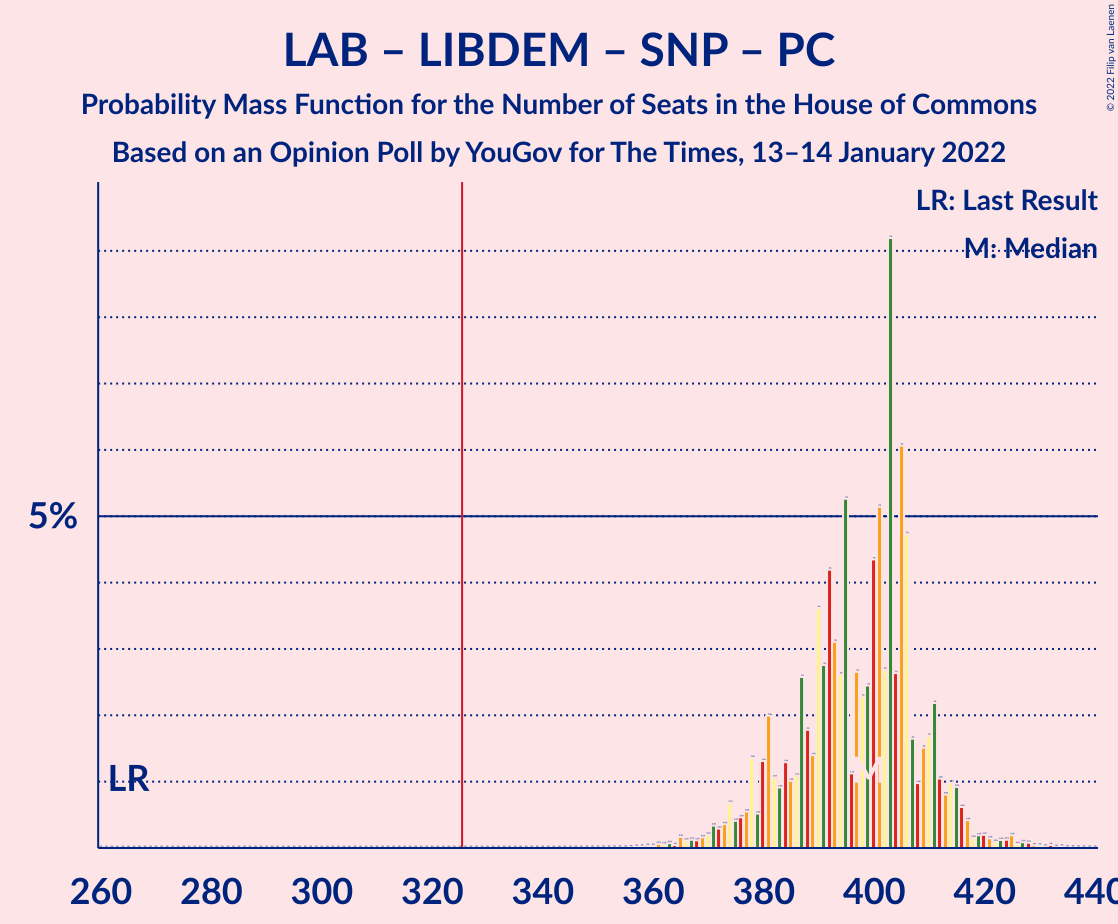 LAB – LIBDEM – SNP – PC
Probability Mass Function for the Number of Seats in the House of Commons
Based on an Opinion Poll by YouGov for The Times, 13–14 January 2022
© 2022 Filip van Laenen
LR: Last Result
M: Median
5%
LR
M
260 280 300 320 340 360 380 400 420 440